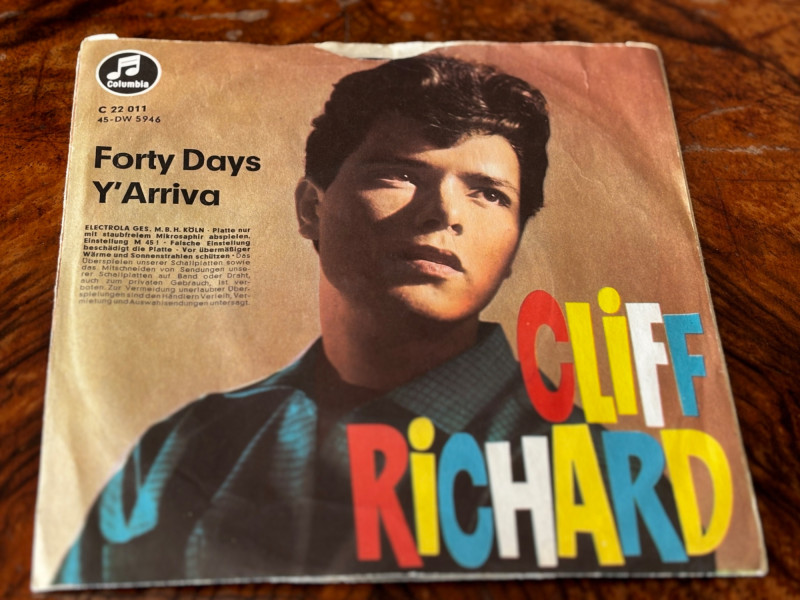 Columbia
C 22 011
45-DW 5946
Forty Days
Y'Arriva
ELECTROLA GES. M.B.H. KÖLN · Platte nur
mit staubfreiem Mikrosaphir abspielen.
Einstellung M 45! · Falsche Einstellung
beschädigt die Platte · Vor übermäßiger
Wärme und Sonnenstrahlen schützen · Das
Überspielen unserer Schallplatten sowie
das Mitschneiden von Sendungen unse-
rer Schallplatten auf Band oder Draht,
auch zum privaten Gebrauch, ist ver-
boten. Zur Vermeidung unerlaubter Über-
spielungen sind den Händlern Verleih, Ver-
mietung und Auswahlsendungen untersagt.
CLiFF
RiCHARD